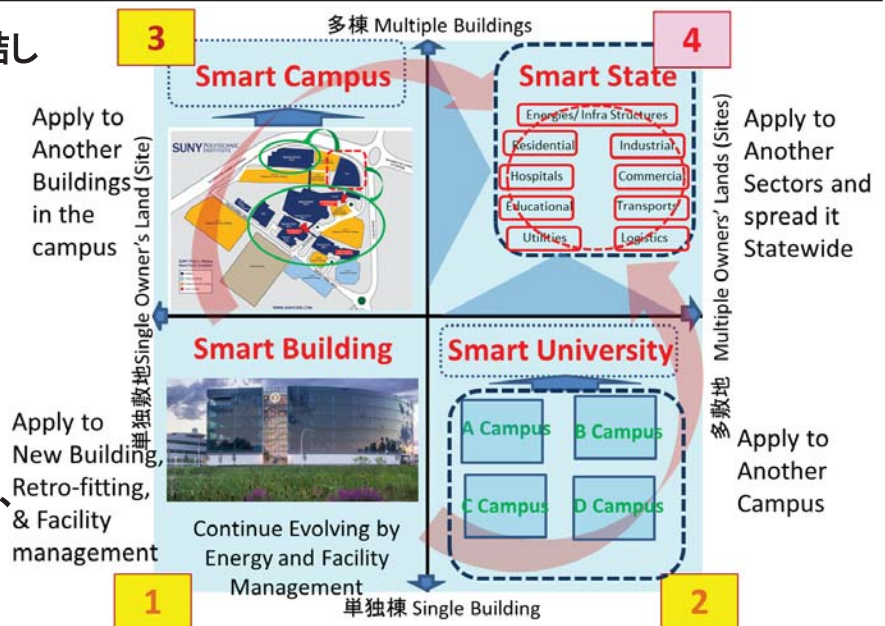 多棟 Multiple Buildings
3
4
結し
Smart Campus
Smart State
Energies/ Infra Structures
Residential
Industrial
Hospitals
Commercia
Educational
Transports
Utilities
Logistics
Apply to
Another
Buildings
in the
campus
単独敷地Single Owner's Land (Site)
SUNY POLYTECHNIC
INSTITUTE
多敷地 Multiple Owners' Lands (Sites)
Apply to
Another
Sectors and
spread it
Statewide
Smart Building
Smart University
A Campus
B Campus
C Campus
D Campus
Apply to
New Building,
Retro-fitting,
& Facility
management
、
Continue Evolving by
Energy and Facility
Management
Apply to
Another
Campus
1
単独棟 Single Building
2